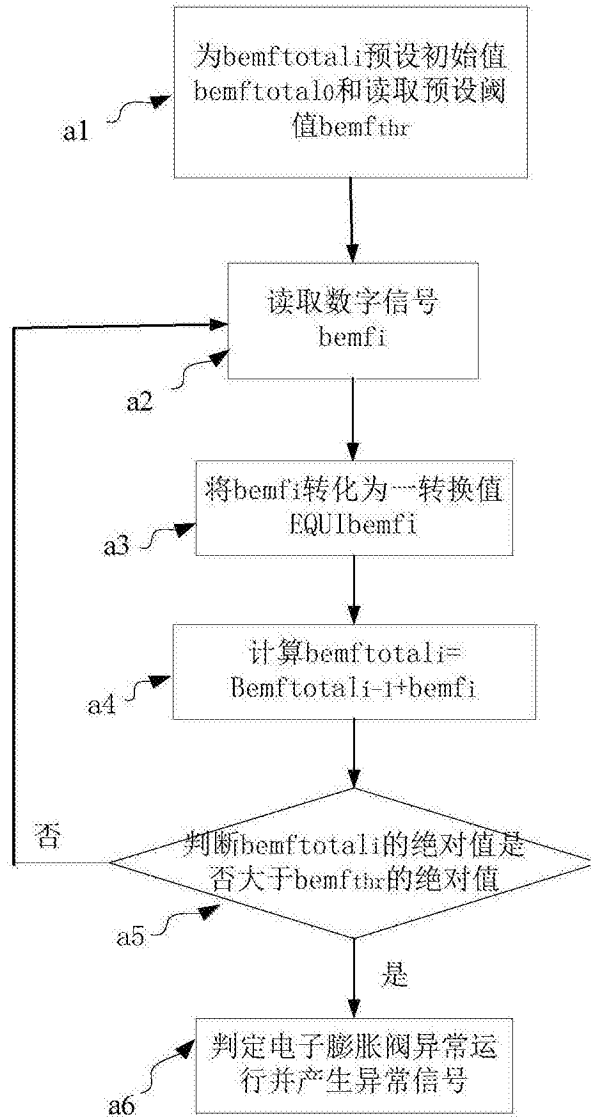 为bemftotali预设初始值
bemftotal0和读取预设阈
值bemfthr
a1
读取数字信号
bemfi
a2
将bemfi转化为一转换值
EQUIbemfi
a3
计算bemftotali=
Bemftotali-1+bemfi
a4
否
判断bemftotali的绝对值是
否大于bemfthr的绝对值
a5
是
判定电子膨胀阀异常运
行并产生异常信号
a6